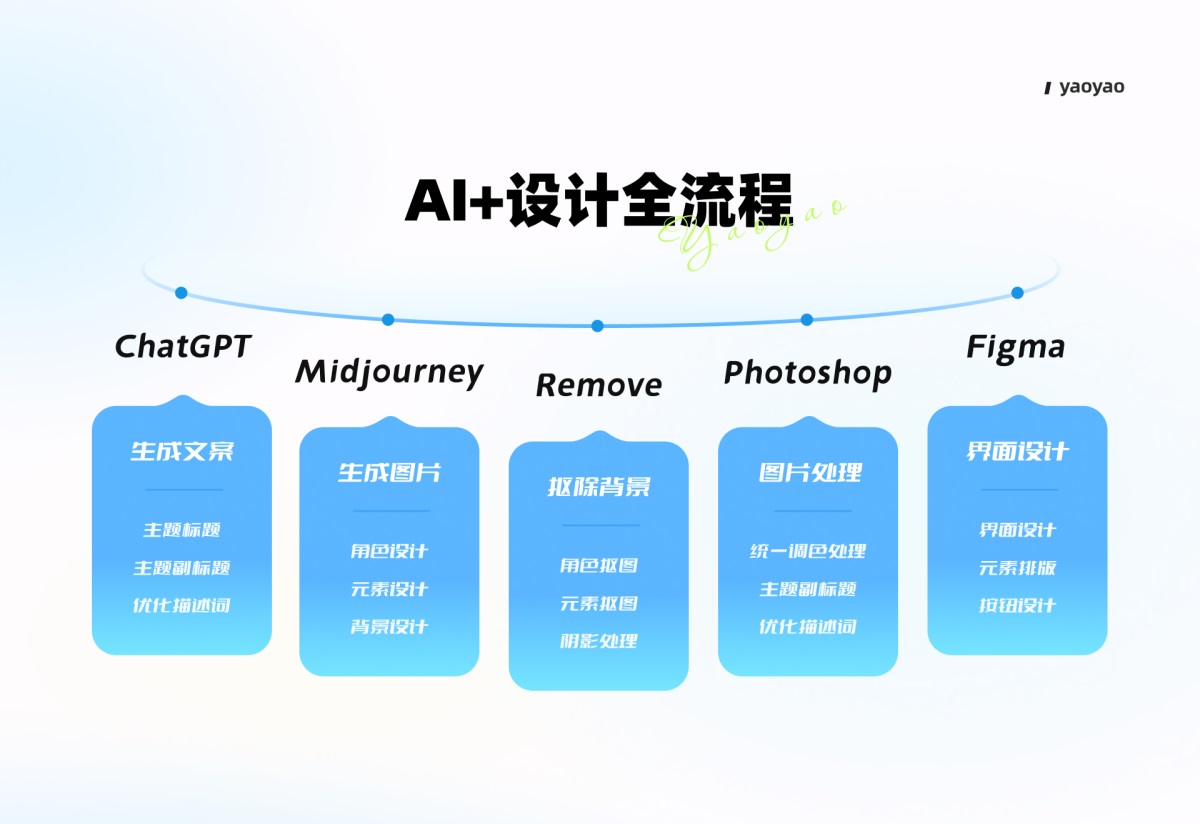 yaoyao
AI+设计全流程
Yaoyao
ChatGPT
生成文案
主题标题
主题副标题
优化描述词
Midjourney
生成图片
角色设计
元素设计
背景设计
Remove
抠除背景
角色抠图
元素抠图
阴影处理
Photoshop
图片处理
统一调色处理
主题副标题
优化描述词
Figma
界面设计
界面设计
元素排版
按钮设计